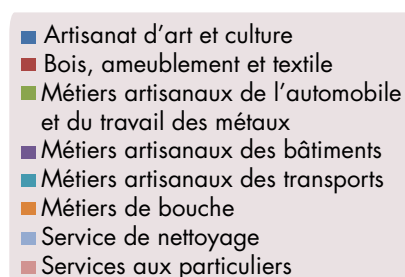 Artisanat d’art et culture
Bois, ameublement et textile
Métiers artisanaux de l’automobile
et du travail des métaux
Métiers artisanaux des bâtiments
Métiers artisanaux des transports
Métiers de bouche
Service de nettoyage
Services aux particuliers